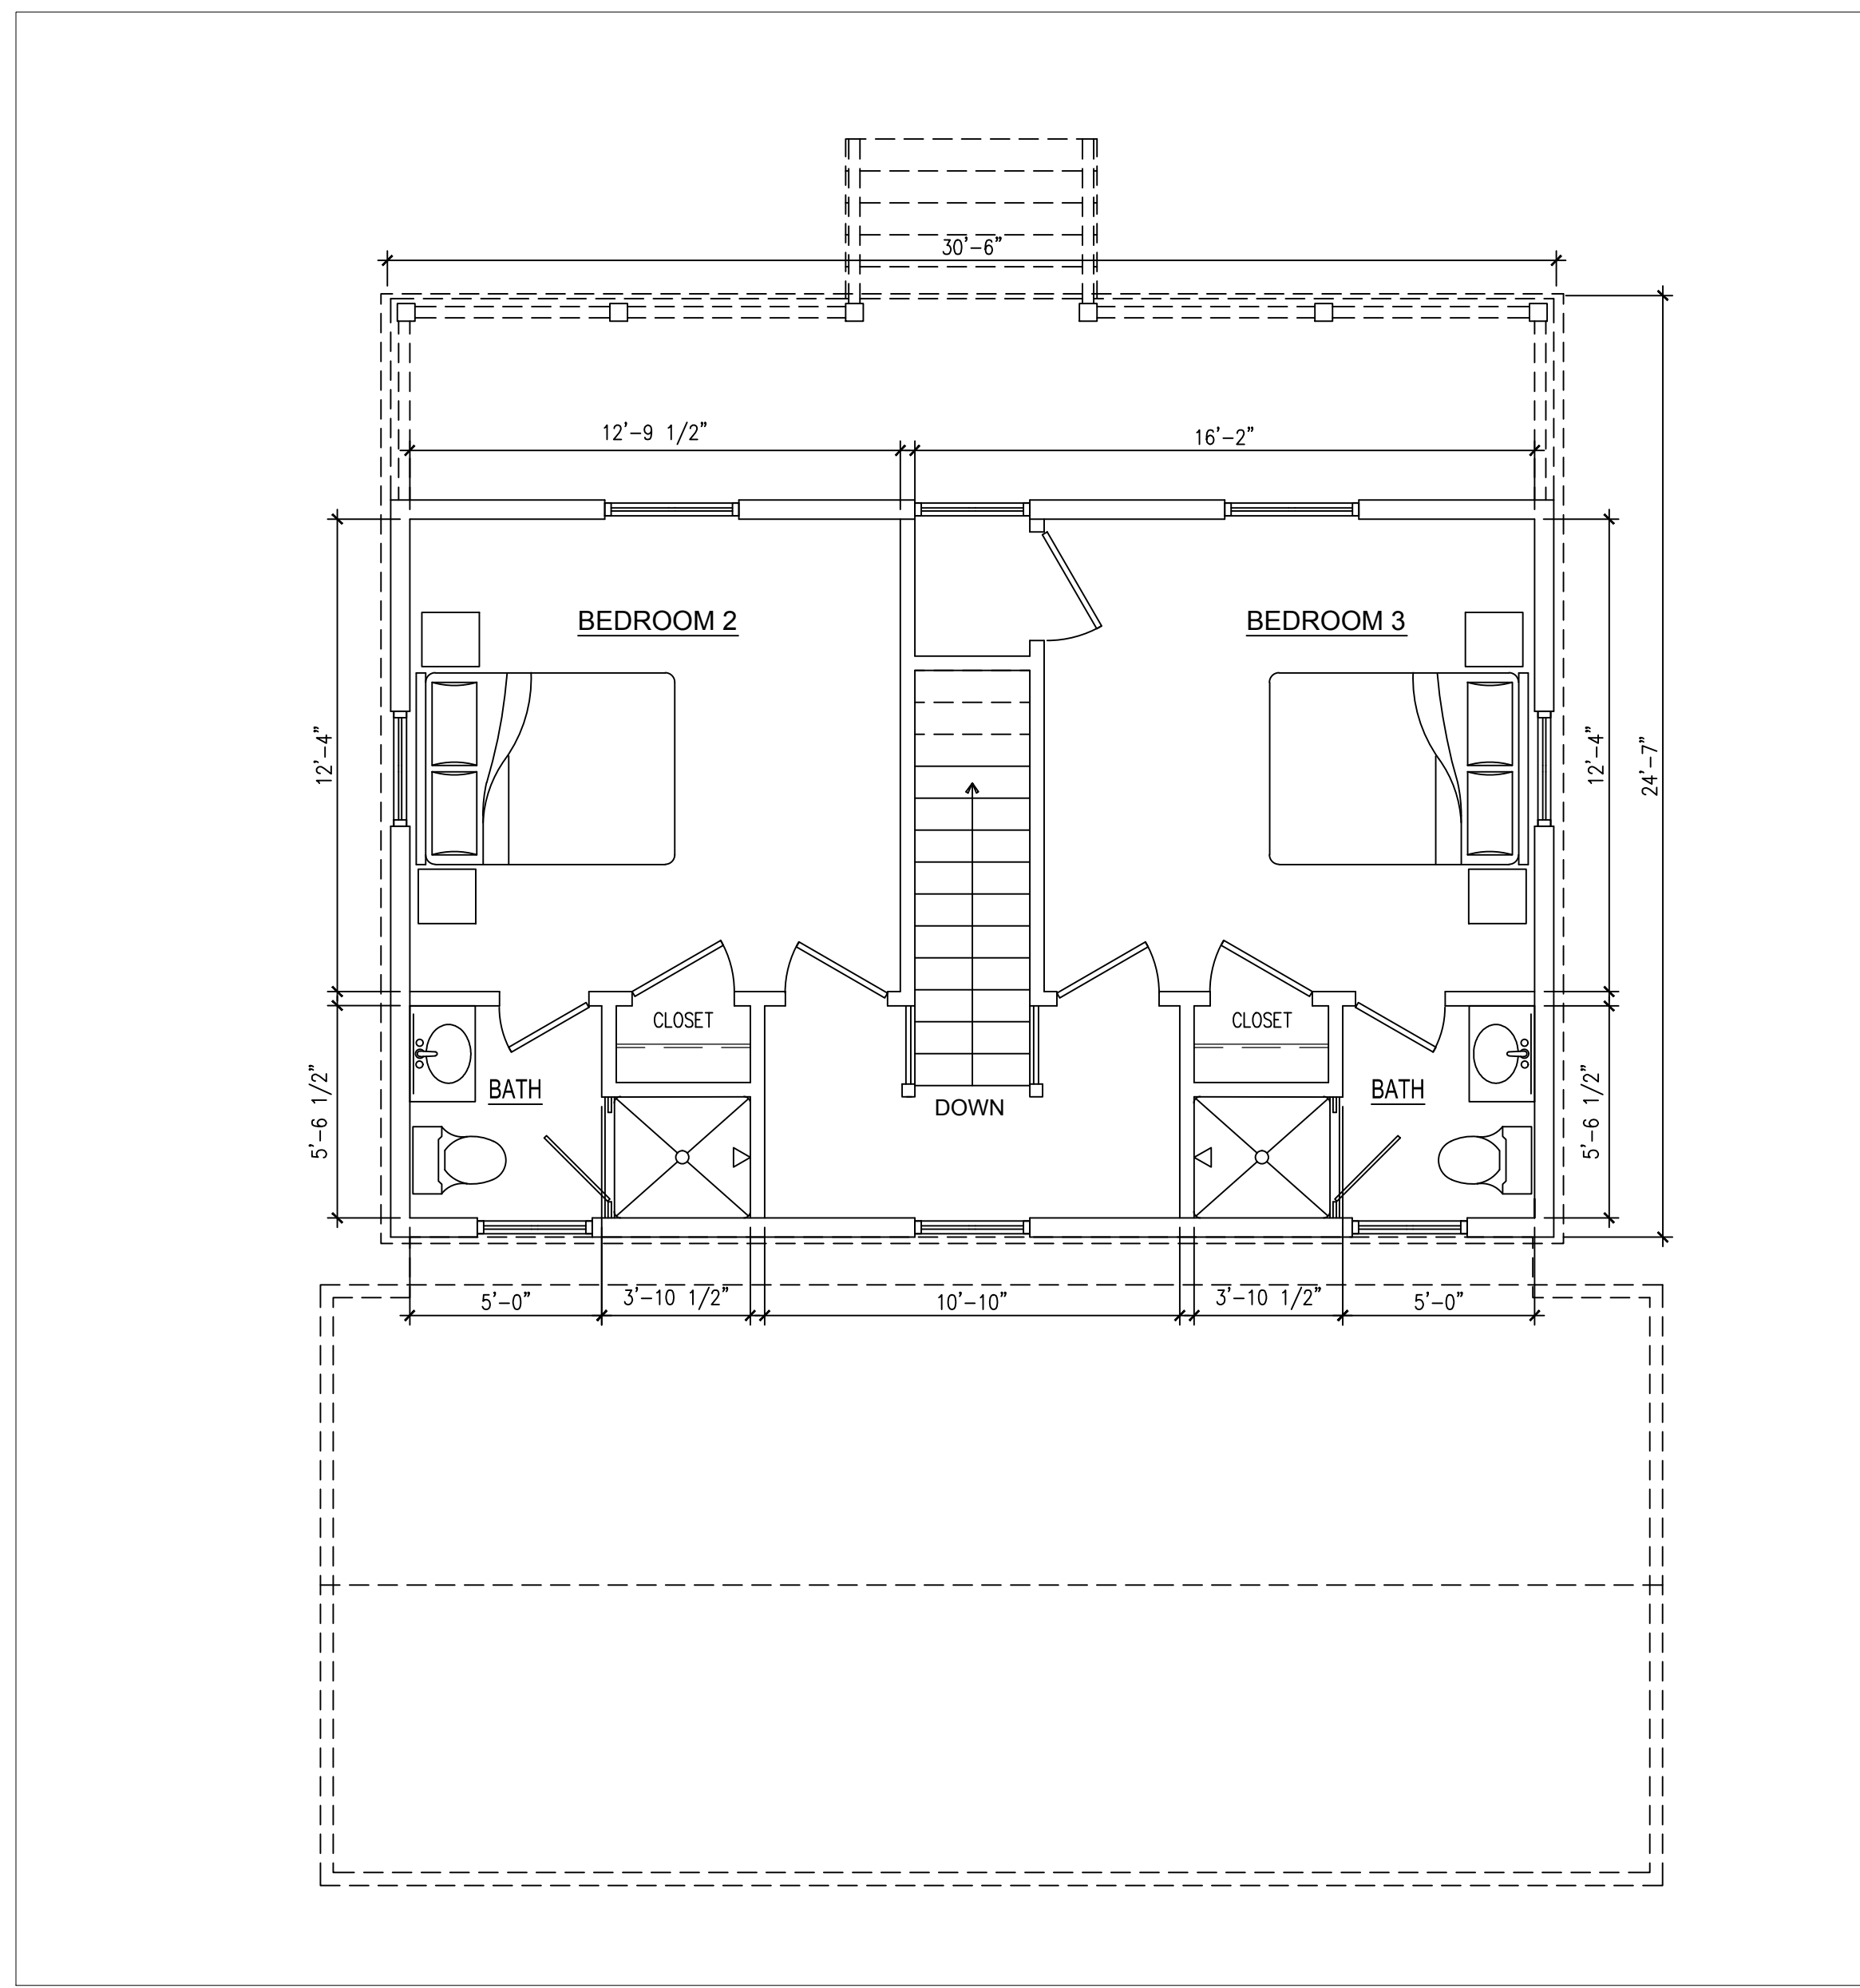 30'-6"
12'-9 1/2"
16'-2"
BEDROOM 2
BEDROOM 3
12'-4"
12'-4"
24'-7"
CLOSET
CLOSET
BATH
BATH
DOWN
5'-6 1/2"
5'-6 1/2"
5'-0"
3'-10 1/2"
10'-10"
3'-10 1/2"
5'-0"